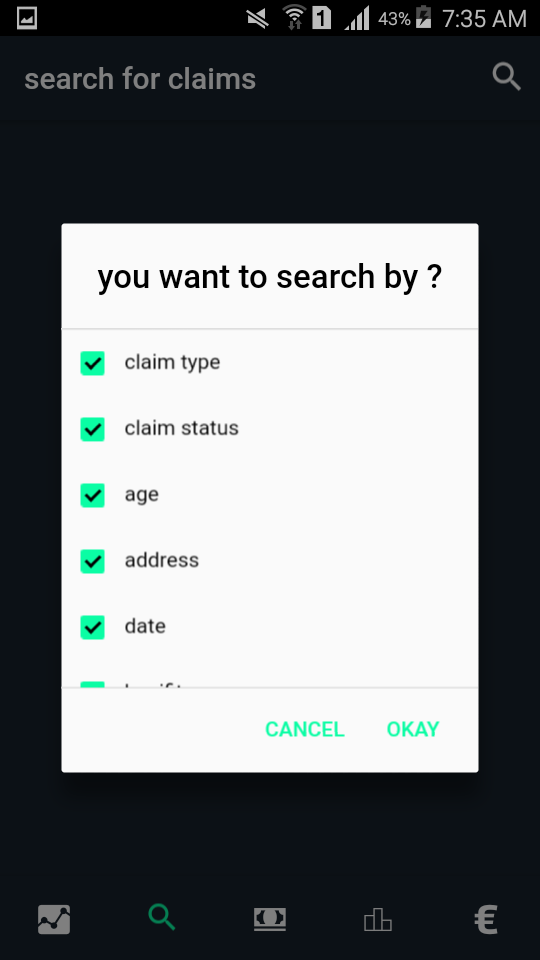 1 43% 7:35 AM
search for claims
you want to search by ?
claim type
claim status
age
address
date
CANCEL OKAY
€